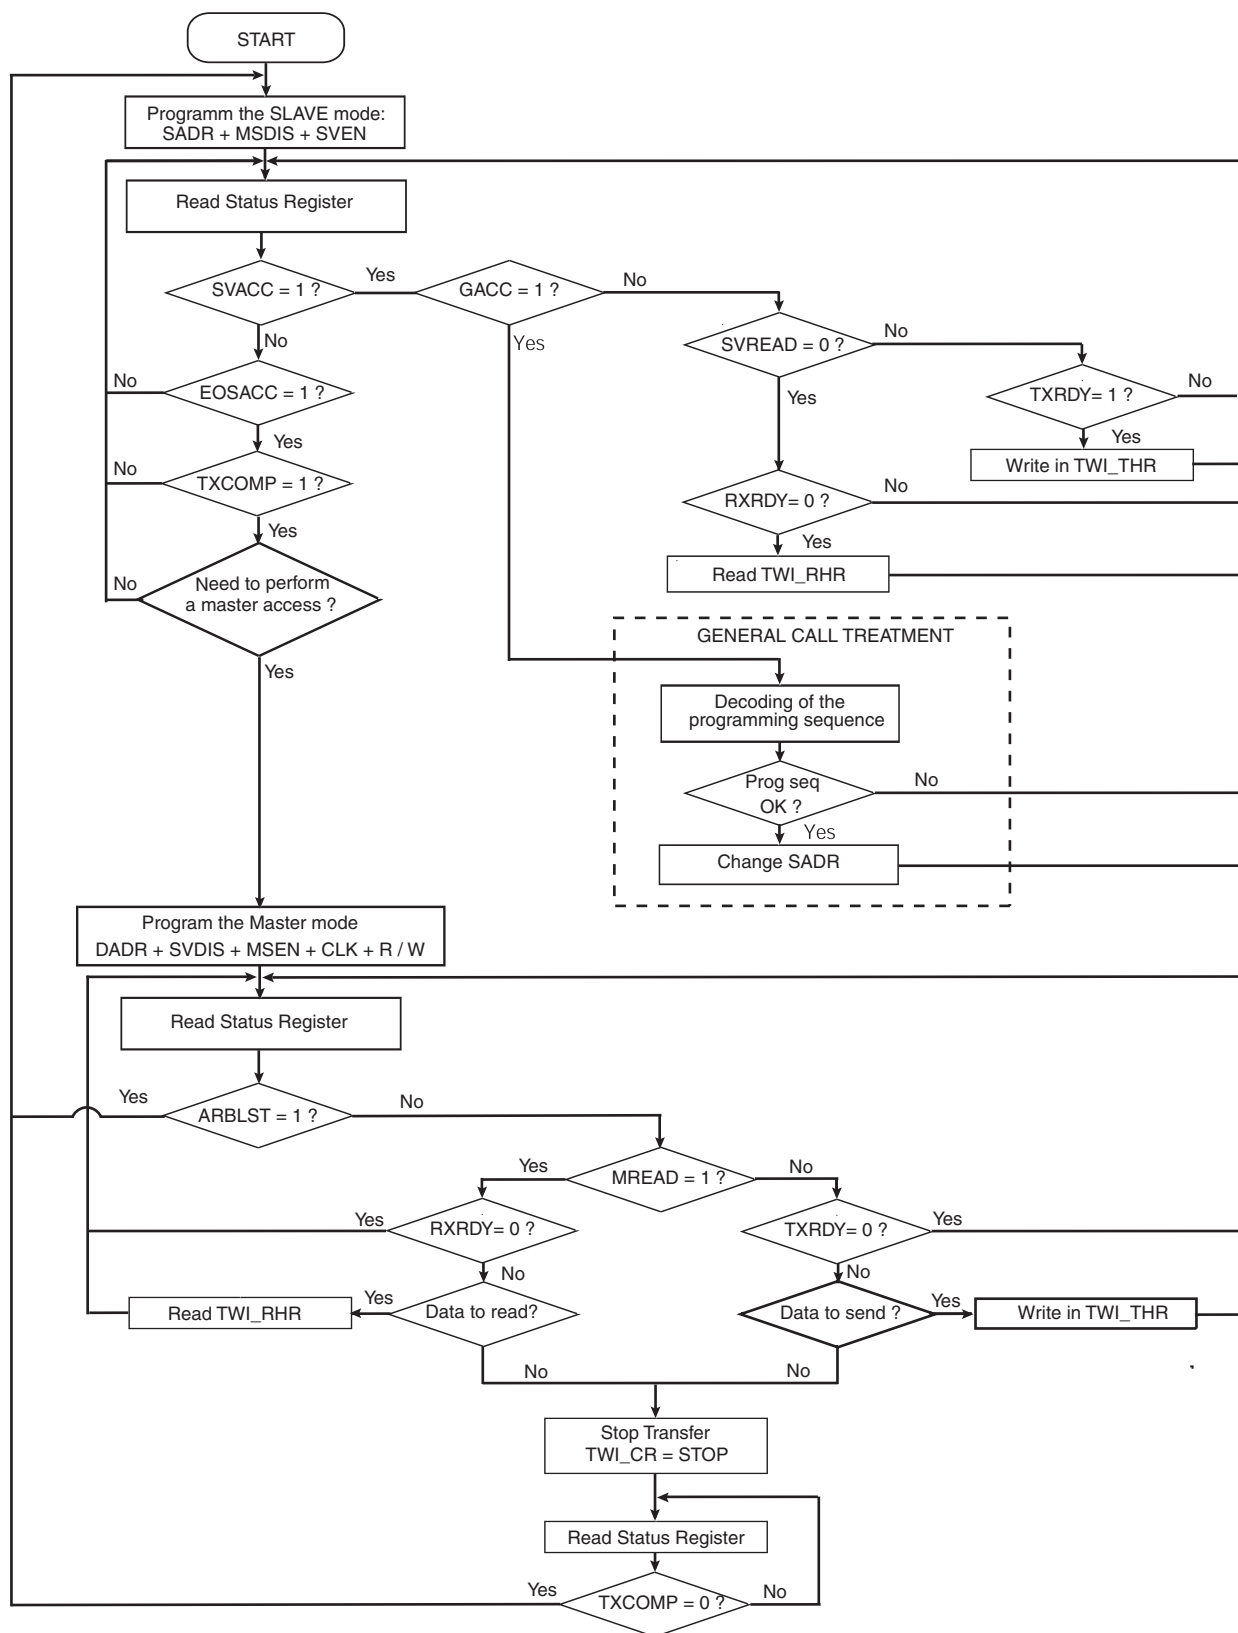 START
Programm the SLAVE mode:
SADR + MSDIS + SVEN
Read Status Register
SVACC = 1 ?
Yes
GACC = 1 ?
No
No
Yes
SVREAD = 0 ?
No
No
EOSACC = 1 ?
Yes
TXRDY= 1 ?
No
Yes
Yes
Write in TWI_THR
No
TXCOMP = 1 ?
RXRDY= 0 ?
No
Yes
Yes
No
Need to perform
a master access ?
Read TWI_RHR
Yes
GENERAL CALL TREATMENT
Decoding of the
programming sequence
Prog seq
OK ?
No
Yes
Change SADR
Program the Master mode
DADR + SVDIS + MSEN + CLK + R / W
Read Status Register
Yes
ARBLST = 1 ?
No
Yes
MREAD = 1 ?
No
Yes
RXRDY= 0 ?
TXRDY= 0 ?
Yes
No
No
Read TWI_RHR
Yes
Data to read?
Data to send ?
Yes
Write in TWI_THR
No
No
Stop Transfer
TWI_CR = STOP
Read Status Register
Yes
TXCOMP = 0 ?
No